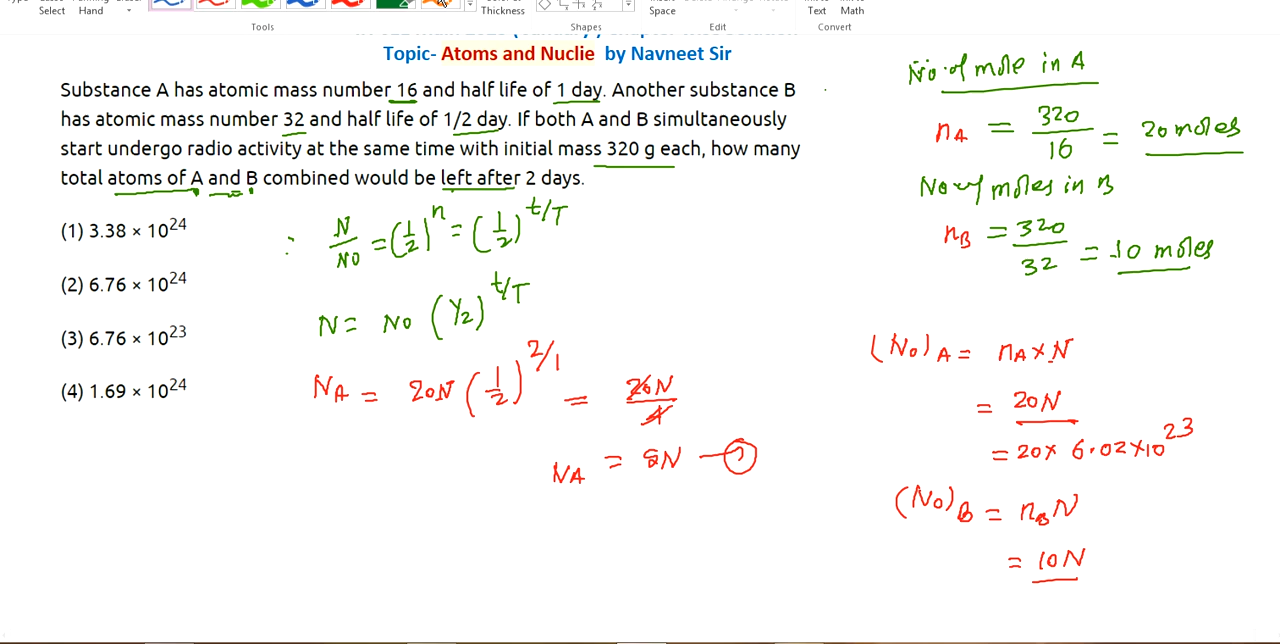 Select
Hand
Thickness
Space
Text
Math
Tools
Shapes
Edit
Convert
Topic- Atoms and Nuclie by Navneet Sir
Substance A has atomic mass number 16 and half life of 1 day. Another substance B
has atomic mass number 32 and half life of 1/2 day. If both A and B simultaneously
start undergo radio activity at the same time with initial mass 320 g each, how many
total atoms of A and B combined would be left after 2 days.
(1) 3.38 × 10^24
(2) 6.76 × 10^24
(3) 6.76 × 10^23
(4) 1.69 × 10^24
∴ N/N0 = (1/2)^n = (1/2)^t/T
N = N0 (1/2)^t/T
NA = 20N (1/2)^2/1 = 20N/4
NA = 5N
No. of mole in A
nA = 320/16 = 20 moles
No of moles in B
nB = 320/32 = 10 moles
(N0)A = nA × N
= 20N
= 20 × 6.02 × 10^23
(N0)B = nB N
= 10N